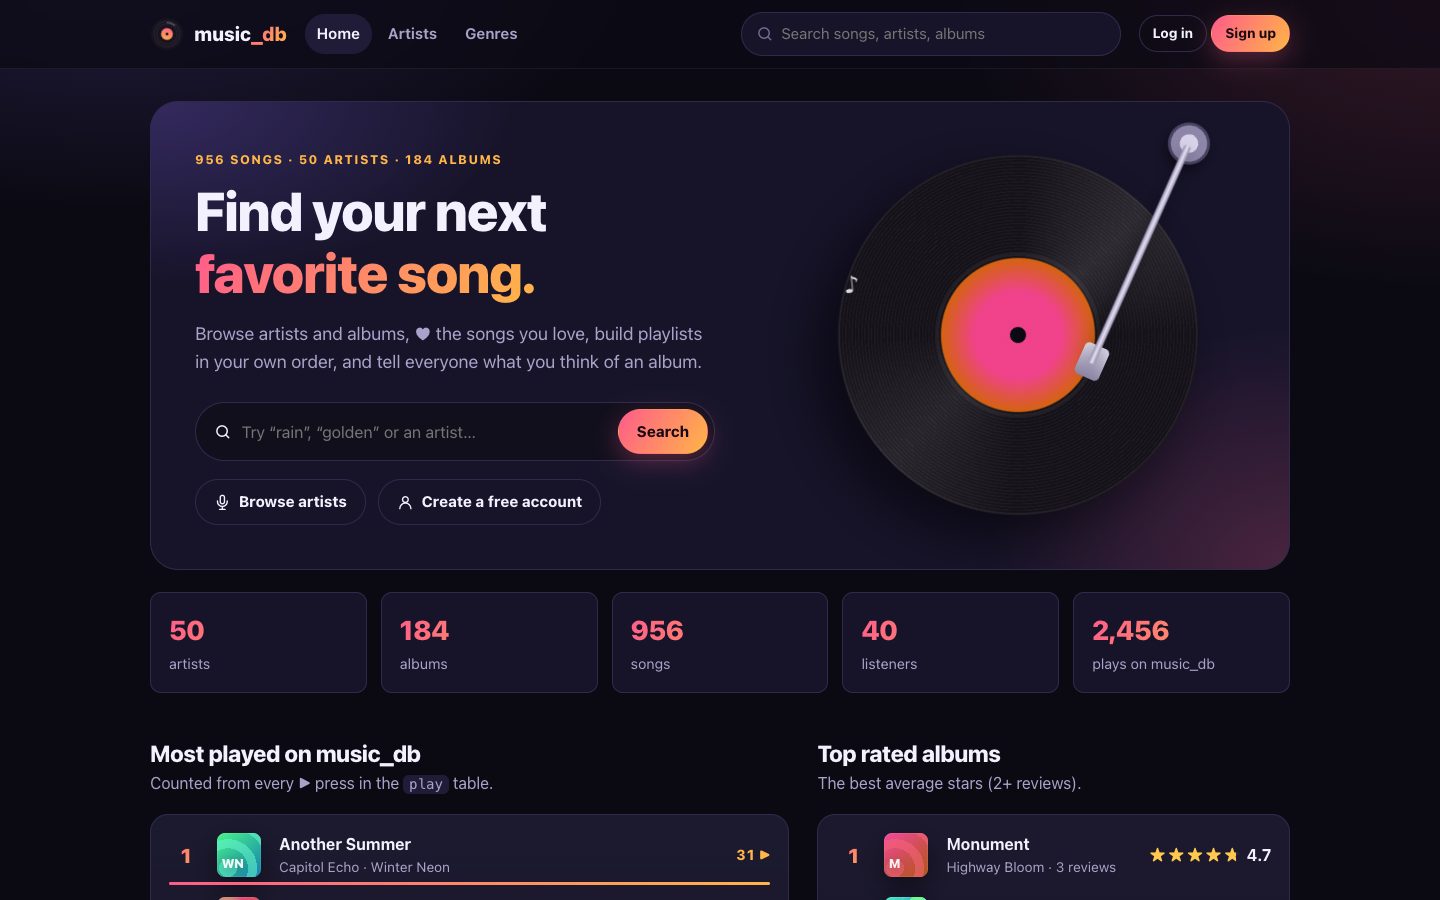 music_db
Home
Artists
Genres
Search songs, artists, albums
Log in
Sign up
956 SONGS · 50 ARTISTS · 184 ALBUMS
Find your next
favorite song.
Browse artists and albums, ♥ the songs you love, build playlists
in your own order, and tell everyone what you think of an album.
Try “rain”, “golden” or an artist...
Search
Browse artists
Create a free account
50
artists
184
albums
956
songs
40
listeners
2,456
plays on music_db
Most played on music_db
Counted from every ▶ press in the play table.
1
WN
Another Summer
Capitol Echo · Winter Neon
31 ▶
Top rated albums
The best average stars (2+ reviews).
1
M
Monument
Highway Bloom · 3 reviews
4.7